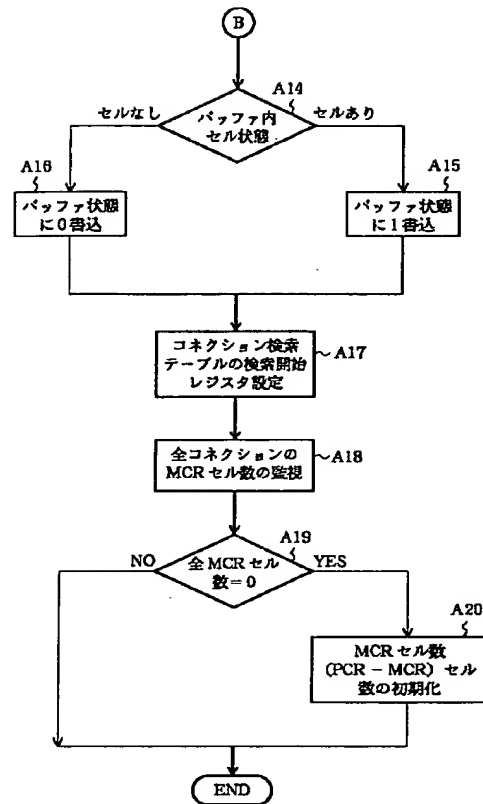 B
A14
セルなし
バッファ内
セル状態
セルあり
A16
バッファ状態
に0書込
A15
バッファ状態
に1書込
コネクション検索
テーブルの検索開始
レジスタ設定
A17
全コネクションの
MCRセル数の監視
A18
A19
NO
全MCRセル
数=0
YES
A20
MCRセル数
(PCR-MCR)セル
数の初期化
END